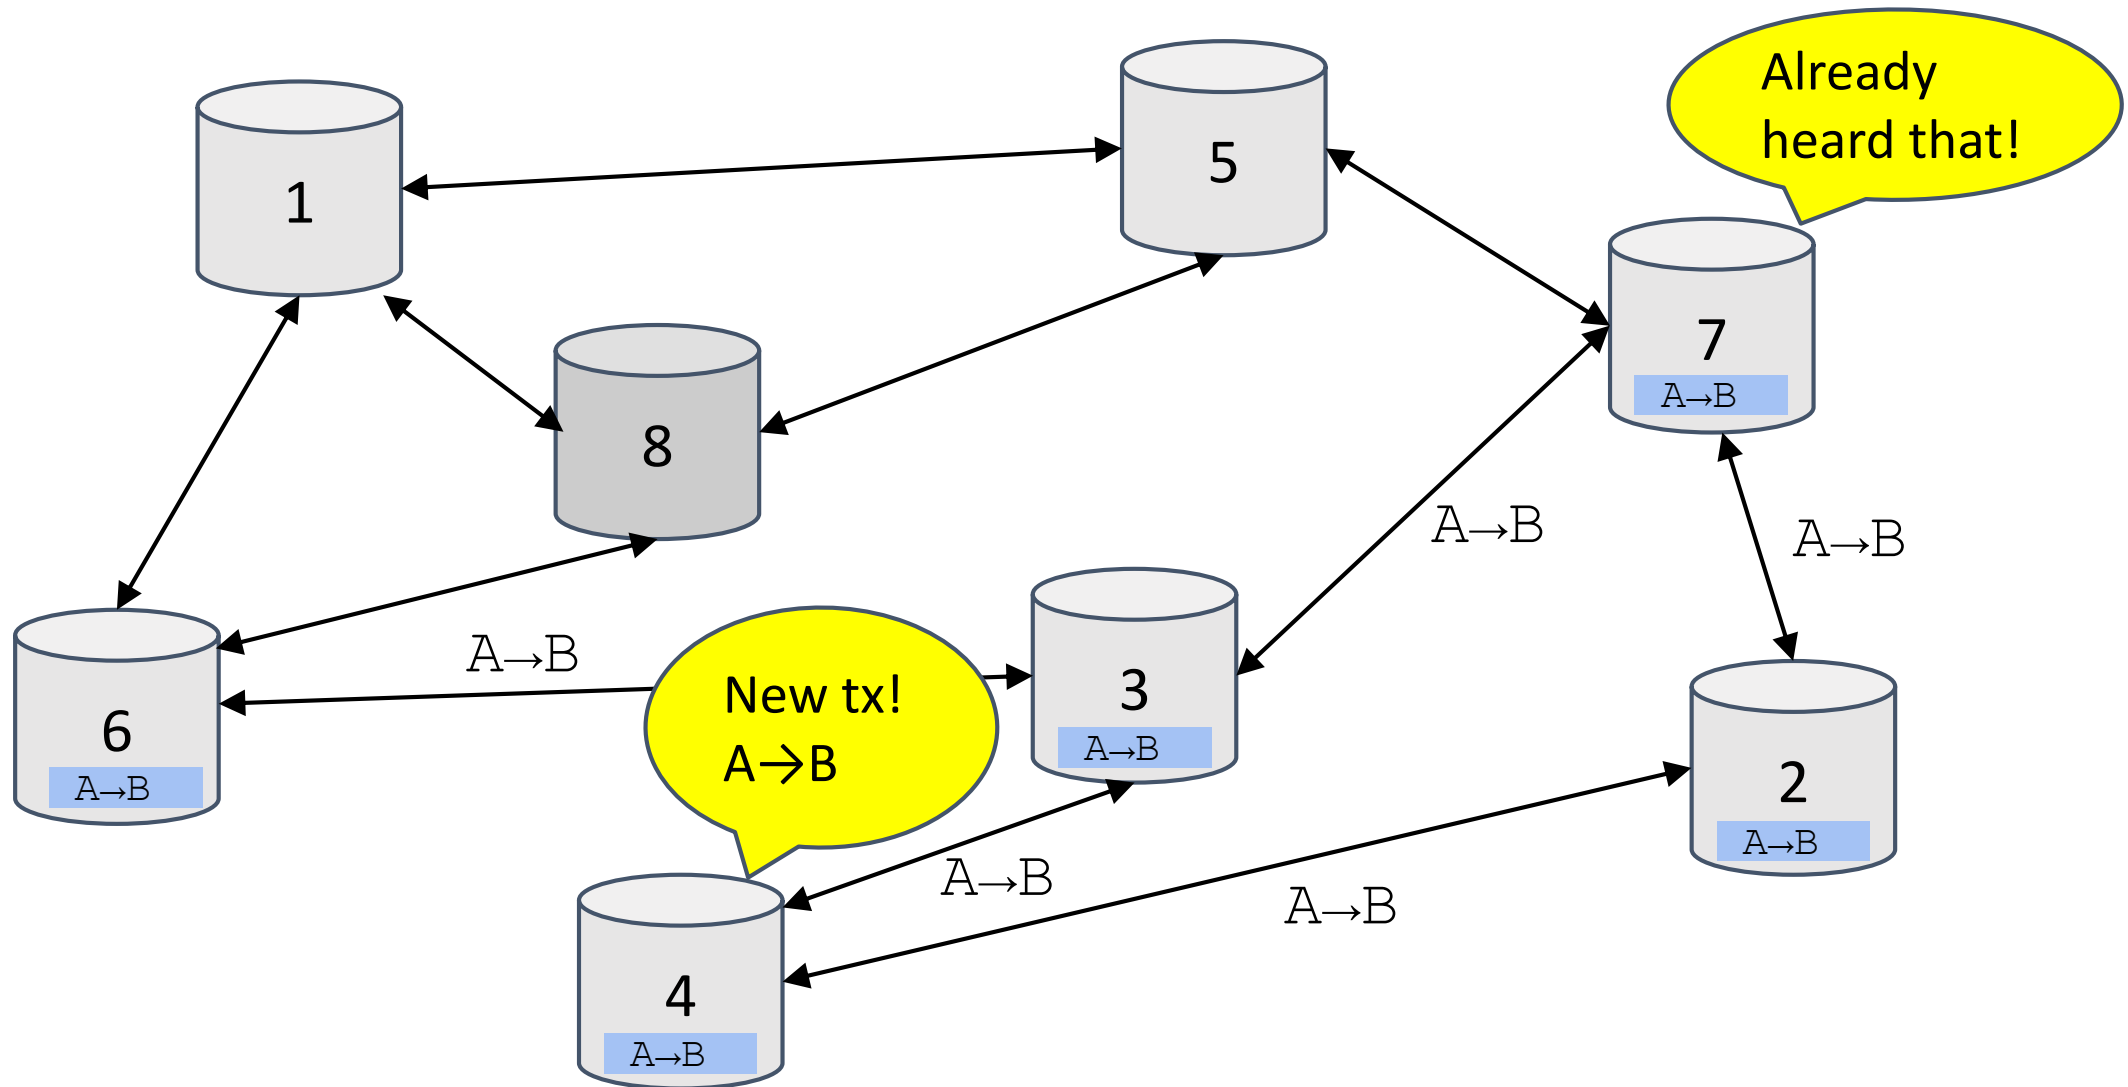 Already
heard that!
5
1
7
A→B
8
A→B
A→B
A→B
3
A→B
New tx!
A→B
6
A→B
2
A→B
A→B
A→B
4
A→B